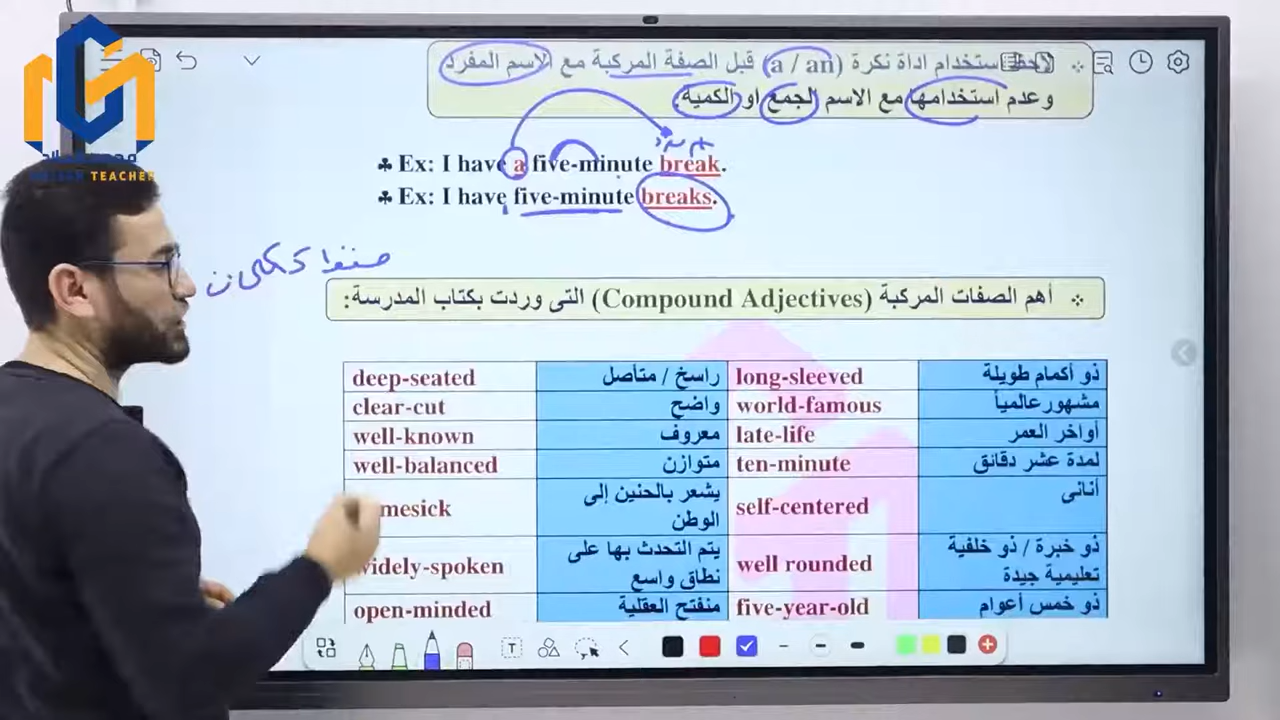 لاحظ استخدام اداة نكرة (a / an) قبل الصفة المركبة مع الاسم المفرد
وعدم استخدامها مع الاسم الجمع او الكمية.
♣ Ex: I have a five-minute break.
♣ Ex: I have five-minute breaks.
❖ أهم الصفات المركبة (Compound Adjectives) التى وردت بكتاب المدرسة:
deep-seated راسخ / متأصل long-sleeved ذو أكمام طويلة
clear-cut واضح world-famous مشهور عالمياً
well-known معروف late-life أواخر العمر
well-balanced متوازن ten-minute لمدة عشر دقائق
mesick يشعر بالحنين إلى الوطن self-centered أنانى
widely-spoken يتم التحدث بها على نطاق واسع well rounded ذو خبرة / ذو خلفية تعليمية جيدة
open-minded منفتح العقلية five-year-old ذو خمس أعوام
TEACHER